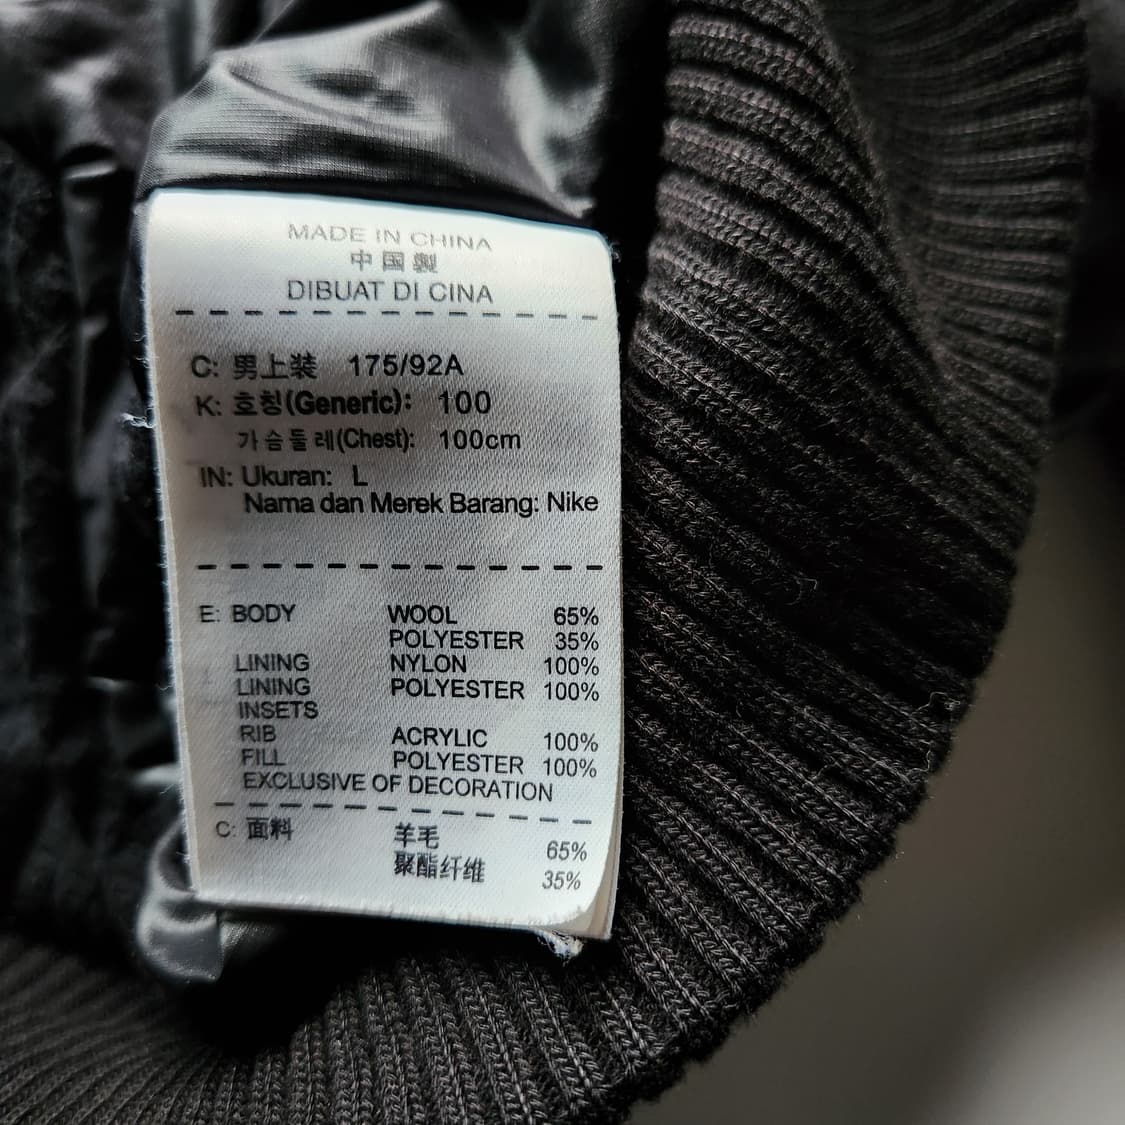 MADE IN CHINA
中国製
DIBUAT DI CINA
C: 男上装 175/92A
K: 호칭(Generic): 100
가슴둘레(Chest): 100cm
IN: Ukuran: L
Nama dan Merek Barang: Nike
E: BODY WOOL 65%
POLYESTER 35%
LINING NYLON 100%
LINING POLYESTER 100%
INSETS
RIB ACRYLIC 100%
FILL POLYESTER 100%
EXCLUSIVE OF DECORATION
C: 面料 羊毛 65%
聚酯纤维 35%